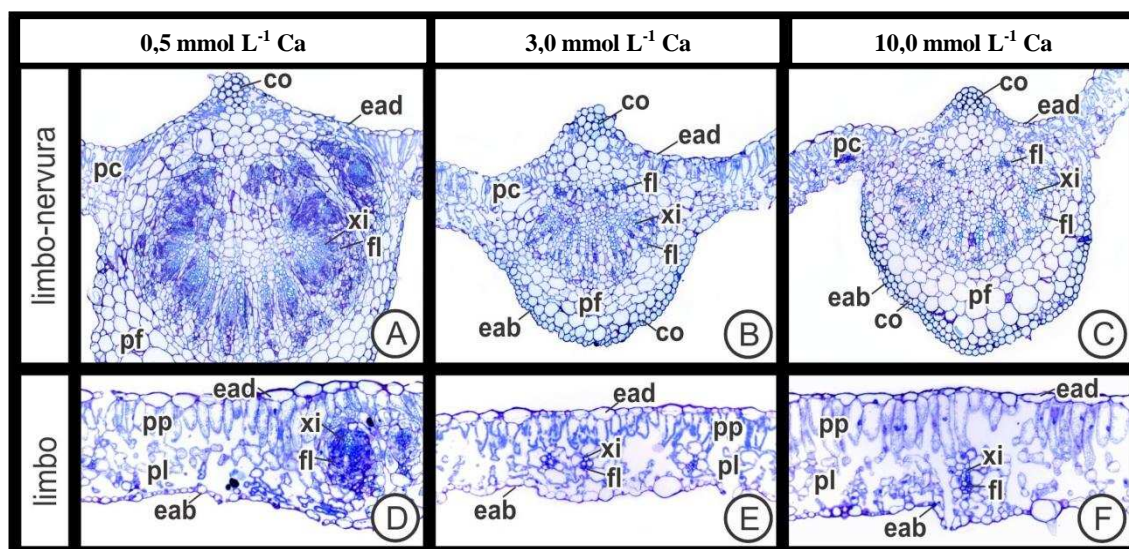 0,5 mmol L-1 Ca
3,0 mmol L-1 Ca
10,0 mmol L-1 Ca
limbo-nervura
co
ead
pc
xi
fl
pf
A
co
ead
pc
fl
xi
fl
pf
eab
co
B
co
ead
pc
fl
xi
fl
pf
eab
co
C
limbo
ead
pp
xi
fl
pl
eab
D
ead
pp
xi
fl
pl
eab
E
ead
pp
xi
pl
fl
eab
F